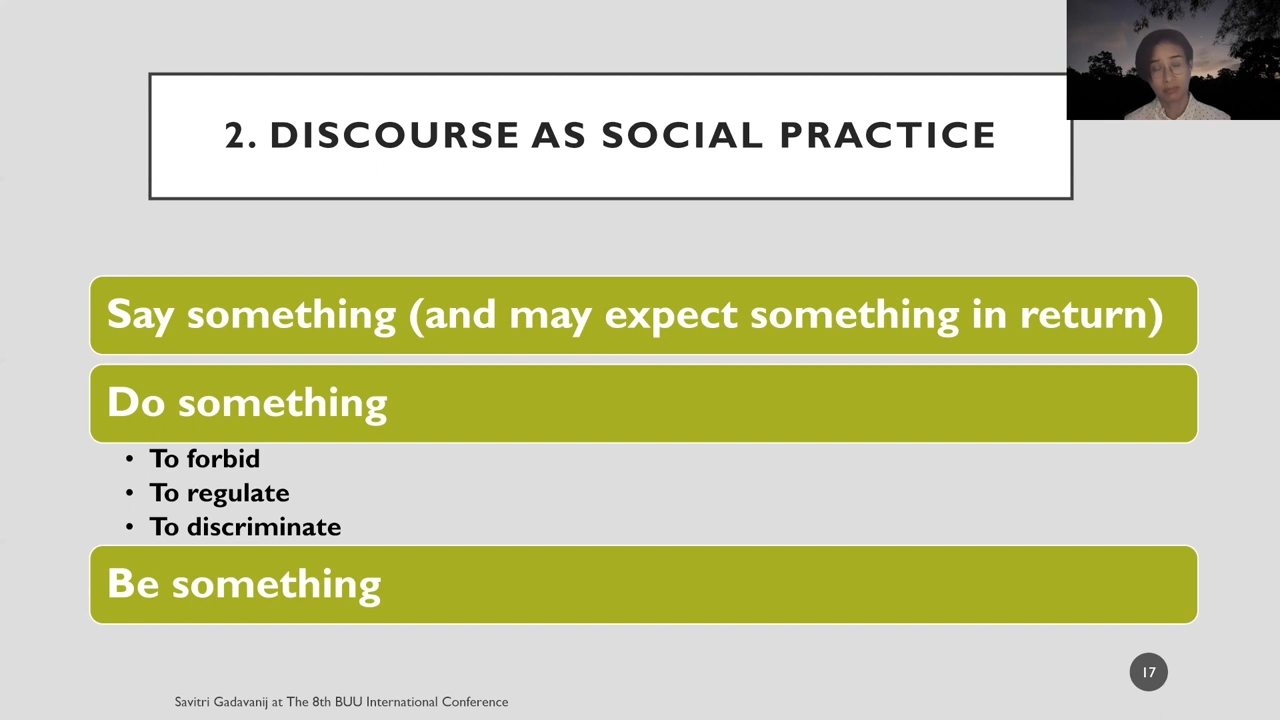 2. DISCOURSE AS SOCIAL PRACTICE
Say something (and may expect something in return)
Do something
• To forbid
• To regulate
• To discriminate
Be something
17
Savitri Gadavanij at The 8th BUU International Conference